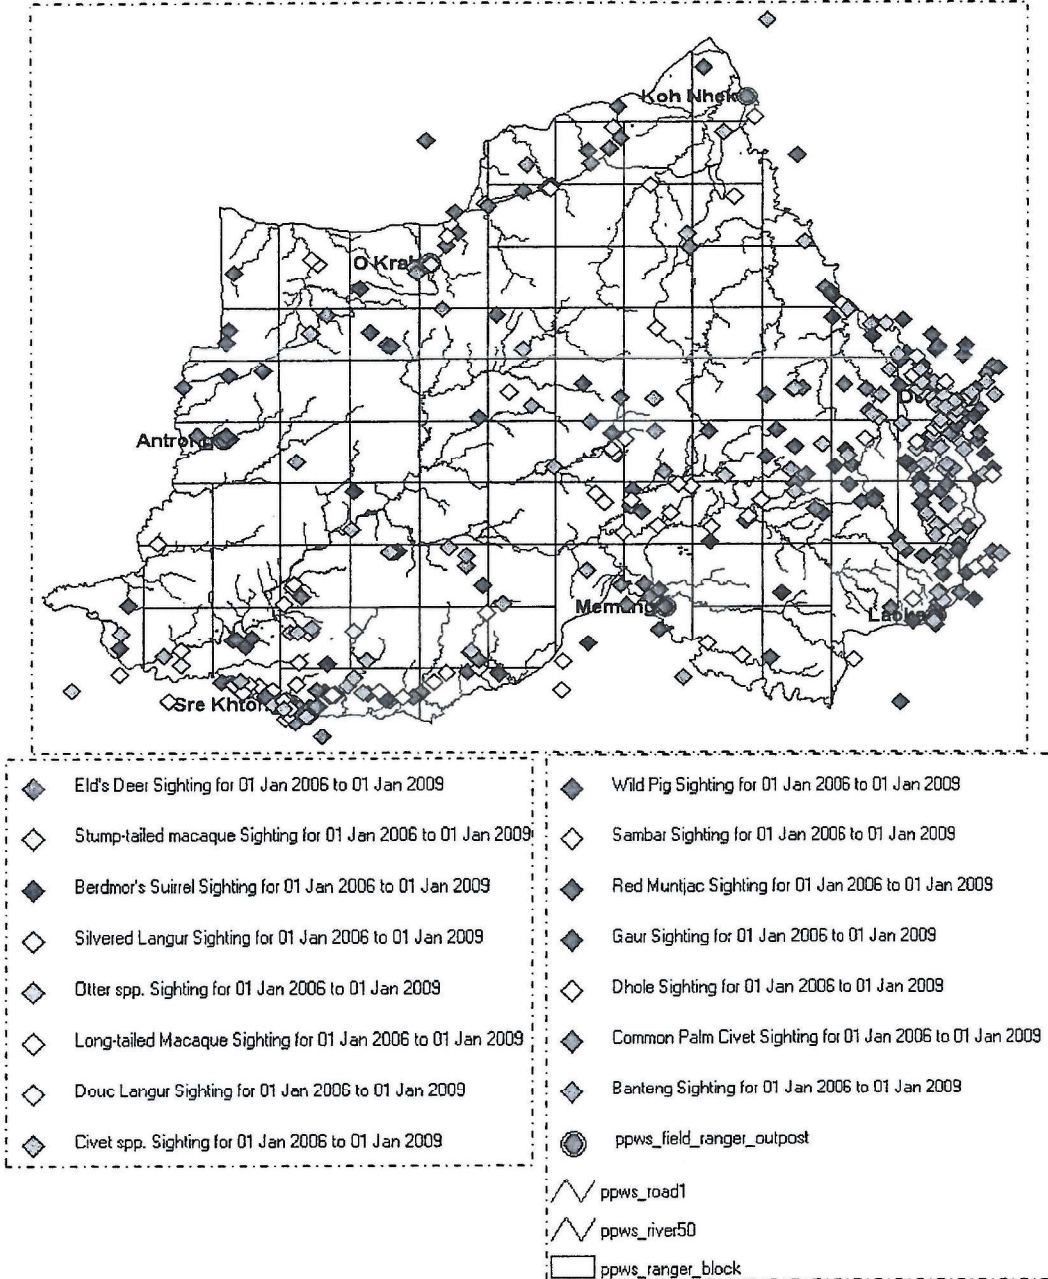 Koh Nhek
O Kra
Antrong
Memang
Sre Khton
Eld's Deer Sighting for 01 Jan 2006 to 01 Jan 2009
Stump-tailed macaque Sighting for 01 Jan 2006 to 01 Jan 2009
Berdmor's Suirrel Sighting for 01 Jan 2006 to 01 Jan 2009
Silvered Langur Sighting for 01 Jan 2006 to 01 Jan 2009
Otter spp. Sighting for 01 Jan 2006 to 01 Jan 2009
Long-tailed Macaque Sighting for 01 Jan 2006 to 01 Jan 2009
Douc Langur Sighting for 01 Jan 2006 to 01 Jan 2009
Civet spp. Sighting for 01 Jan 2006 to 01 Jan 2009
Wild Pig Sighting for 01 Jan 2006 to 01 Jan 2009
Sambar Sighting for 01 Jan 2006 to 01 Jan 2009
Red Muntjac Sighting for 01 Jan 2006 to 01 Jan 2009
Gaur Sighting for 01 Jan 2006 to 01 Jan 2009
Dhole Sighting for 01 Jan 2006 to 01 Jan 2009
Common Palm Civet Sighting for 01 Jan 2006 to 01 Jan 2009
Banteng Sighting for 01 Jan 2006 to 01 Jan 2009
ppws_field_ranger_outpost
ppws_road1
ppws_river50
ppws_ranger_block